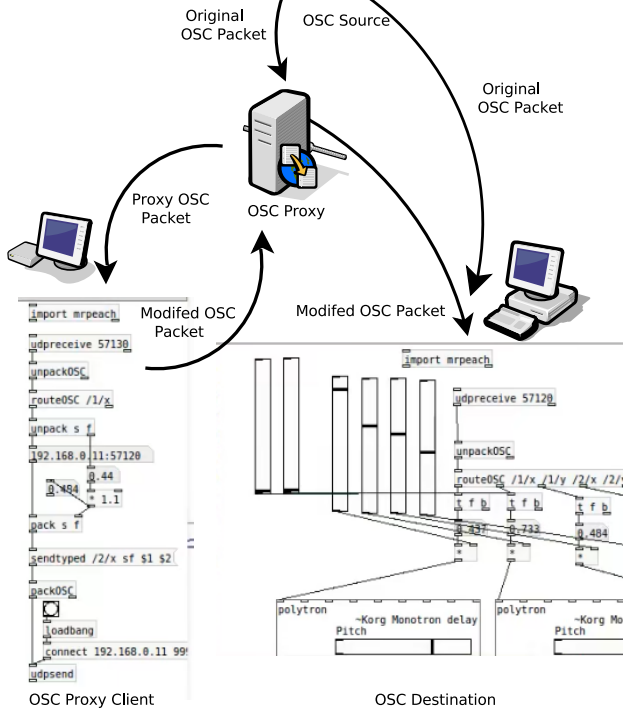 Original
OSC Packet
OSC Source
Original
OSC Packet
OSC Proxy
Proxy OSC
Packet
Modifed OSC
Packet
Modifed OSC Packet
import mrpeach
udpreceive 57130
unpackOSC
routeOSC /1/x
unpack s f
192.168.0.11:57120
0.44
0.484
* 1.1
pack s f
sendtyped /2/x sf $1 $2
packOSC
loadbang
connect 192.168.0.11 999
udpsend
OSC Proxy Client
import mrpeach
udpreceive 57120
unpackOSC
routeOSC /1/x /1/y /2/x /2/y
t f b
t f b
t f b
0.437
0.733
0.484
*
*
*
polytron
~Korg Monotron delay
Pitch
polytron
~Korg Mo
Pitch
OSC Destination